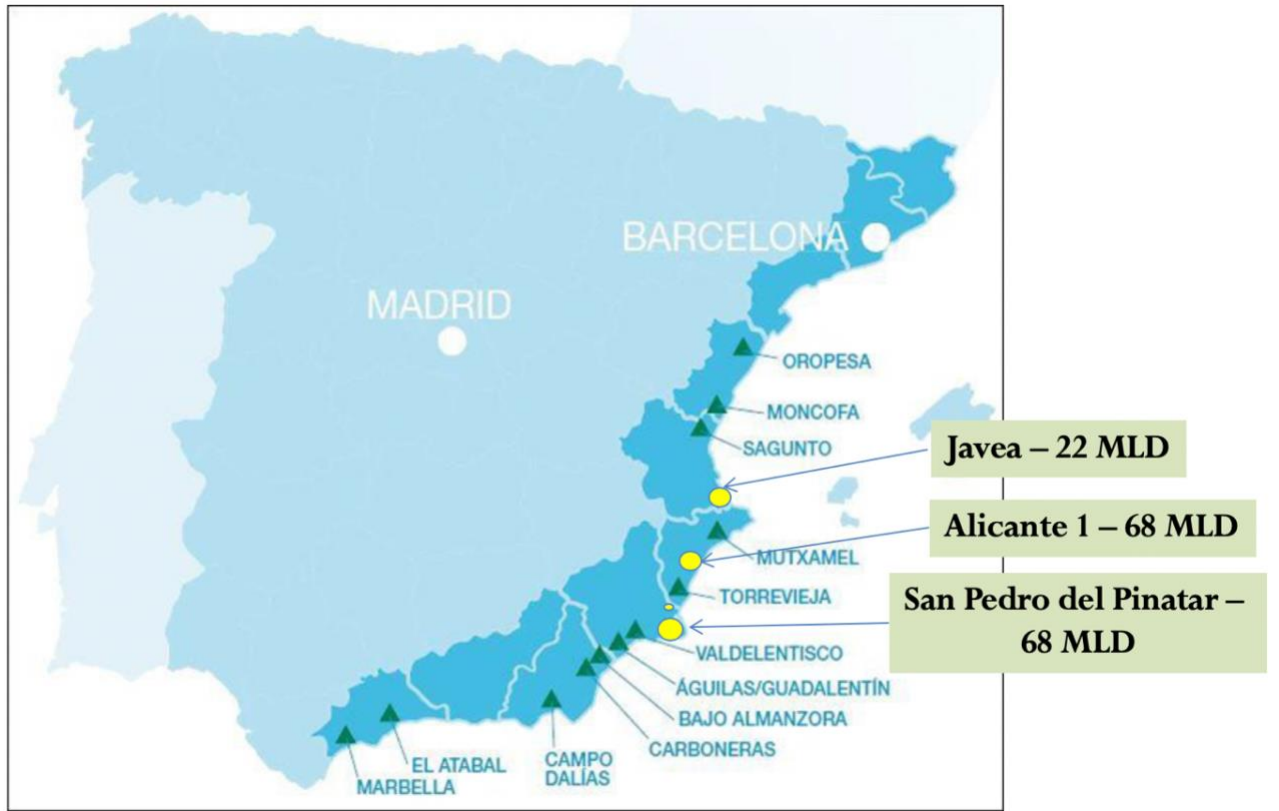 BARCELONA
MADRID
OROPESA
MONCOFA
SAGUNTO
Javea – 22 MLD
Alicante 1 – 68 MLD
MUTXAMEL
TORREVIEJA
San Pedro del Pinatar –
68 MLD
VALDELENTISCO
ÁGUILAS/GUADALENTÍN
BAJO ALMANZORA
CARBONERAS
CAMPO
DALÍAS
EL ATABAL
MARBELLA